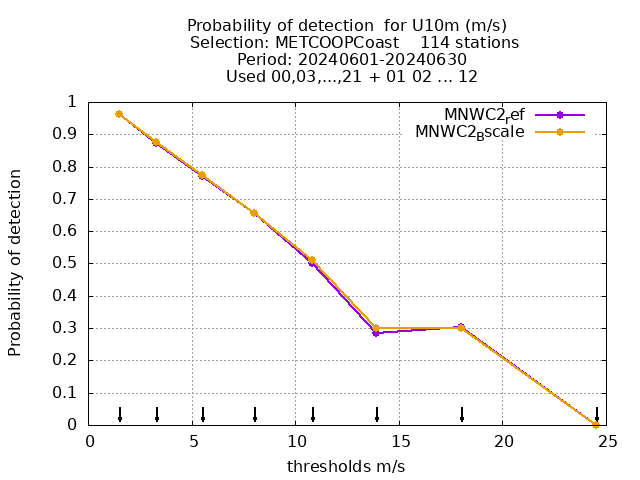 Probability of detection  for U10m (m/s)
Selection: METCOOPCoast    114 stations
Period: 20240601-20240630
Used 00,03,...,21 + 01 02 ... 12
MNWC2ref
MNWC2Bscale
1
0.9
0.8
0.7
0.6
0.5
0.4
0.3
0.2
0.1
0
Probability of detection
0 5 10 15 20 25
thresholds m/s